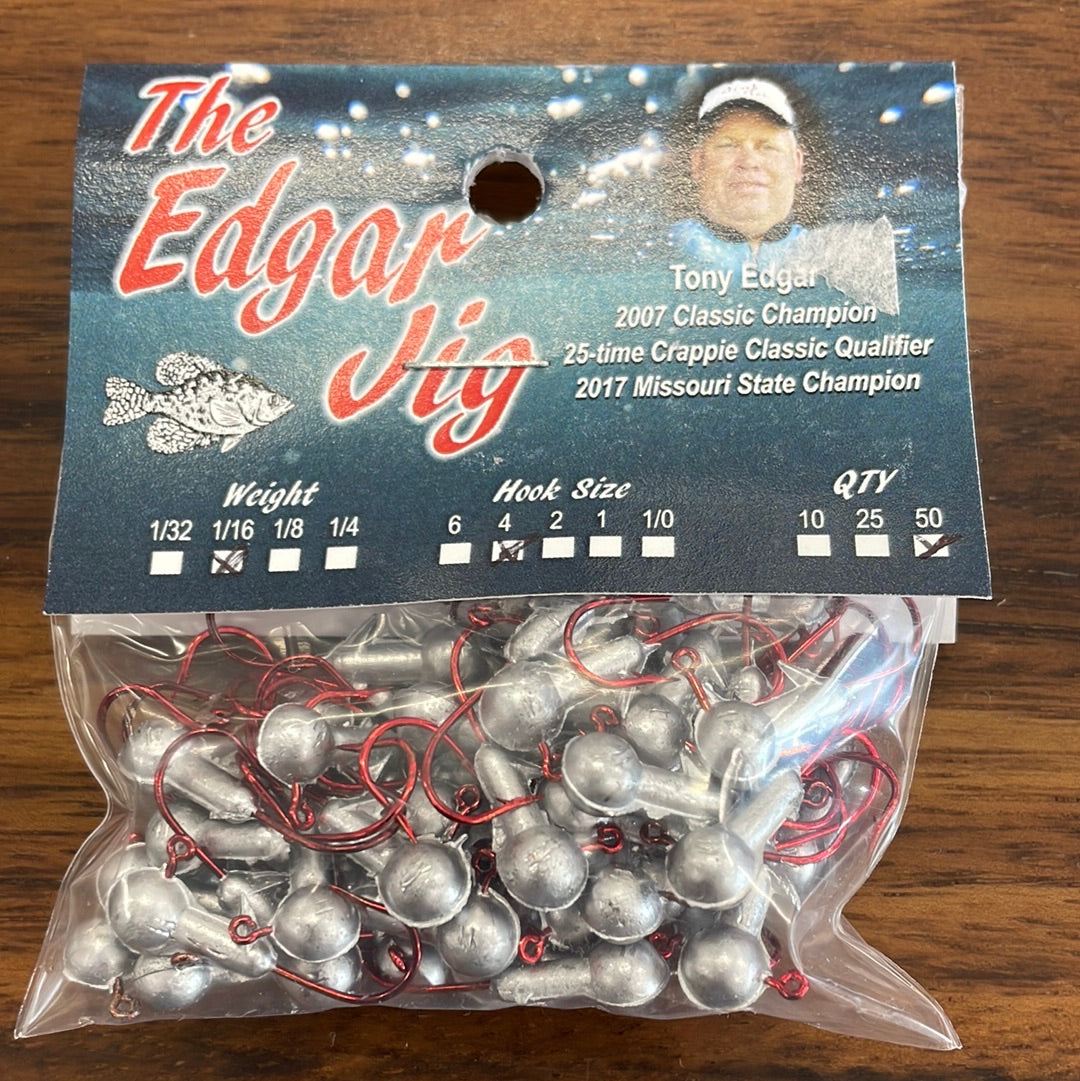 The
Edgar
Jig
Tony Edgar
2007 Classic Champion
25-time Crappie Classic Qualifier
2017 Missouri State Champion
Weight
1/32 1/16 1/8 1/4
Hook Size
6 4 2 1 1/0
QTY
10 25 50